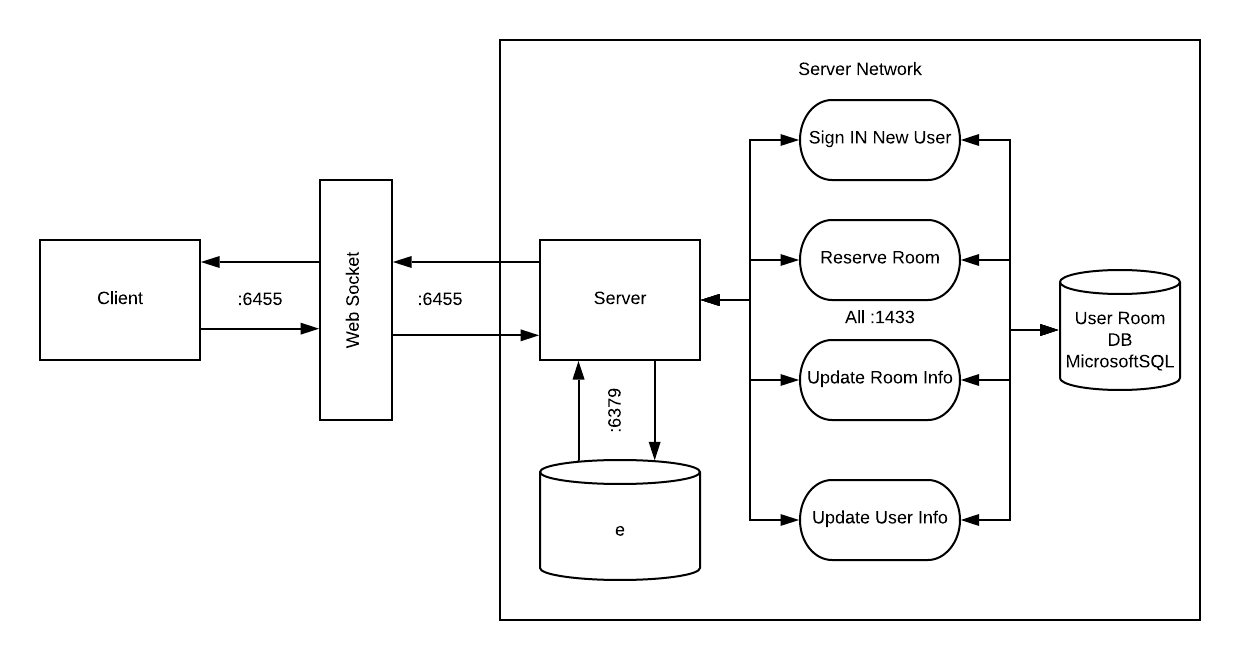 Server Network
Sign IN New User
Reserve Room
All :1433
Update Room Info
Update User Info
Client
:6455
Web Socket
:6455
Server
:6379
e
User Room
DB
MicrosoftSQL